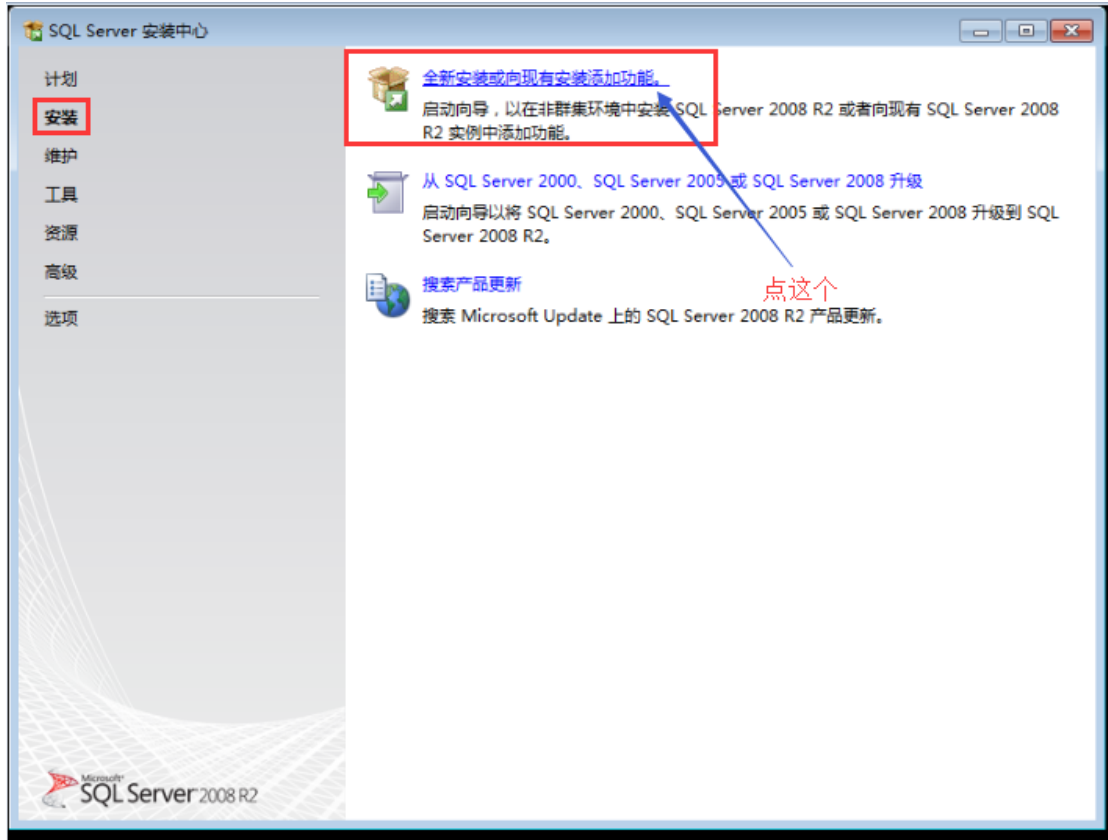 SQL Server 安装中心
计划
安装
维护
工具
资源
高级
选项
全新安装或向现有安装添加功能。
启动向导，以在非群集环境中安装 SQL Server 2008 R2 或者向现有 SQL Server 2008
R2 实例中添加功能。
从 SQL Server 2000、SQL Server 2005 或 SQL Server 2008 升级
启动向导以将 SQL Server 2000、SQL Server 2005 或 SQL Server 2008 升级到 SQL
Server 2008 R2。
点这个
搜索产品更新
搜索 Microsoft Update 上的 SQL Server 2008 R2 产品更新。
Microsoft
SQL Server 2008 R2